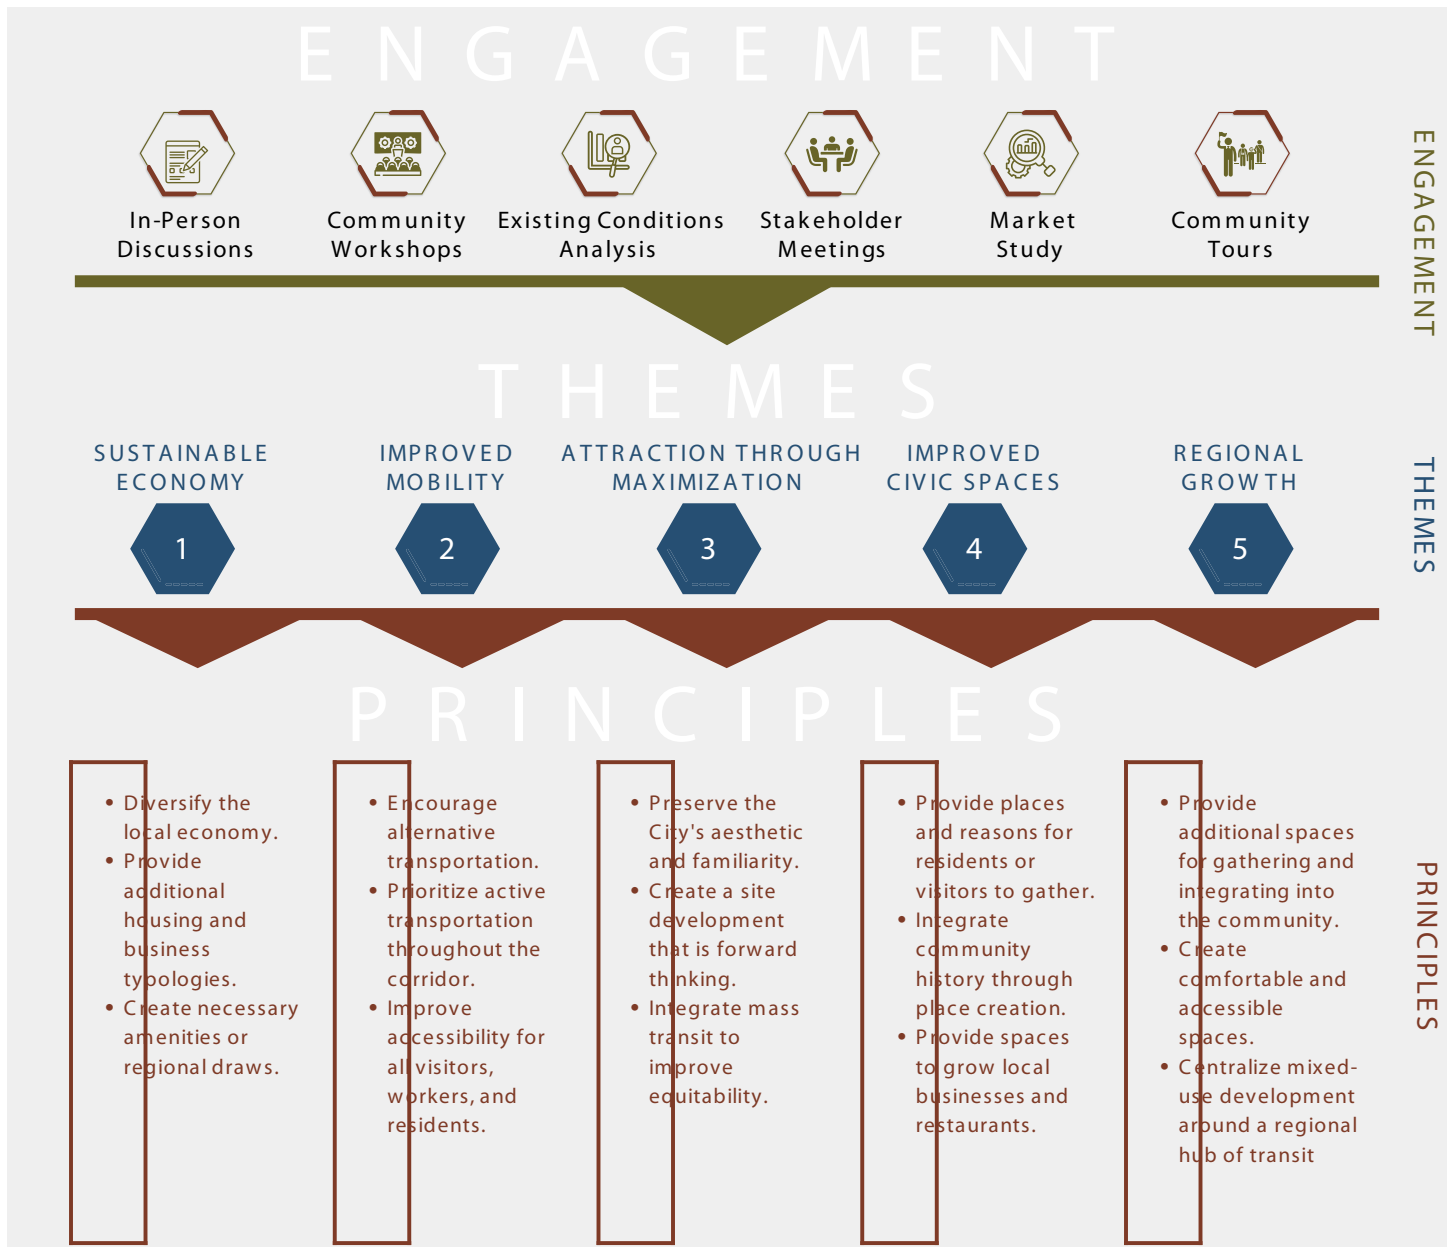 ENGAGEMENT
In-Person
Discussions
Community
Workshops
Existing Conditions
Analysis
Stakeholder
Meetings
Market
Study
Community
Tours
ENGAGEMENT
THEMES
SUSTAINABLE
ECONOMY
1
IMPROVED
MOBILITY
2
ATTRACTION THROUGH
MAXIMIZATION
3
IMPROVED
CIVIC SPACES
4
REGIONAL
GROWTH
5
THEMES
PRINCIPLES
• Diversify the
local economy.
• Provide
additional
housing and
business
typologies.
• Create necessary
amenities or
regional draws.
• Encourage
alternative
transportation.
• Prioritize active
transportation
throughout the
corridor.
• Improve
accessibility for
all visitors,
workers, and
residents.
• Preserve the
City's aesthetic
and familiarity.
• Create a site
development
that is forward
thinking.
• Integrate mass
transit to
improve
equitability.
• Provide places
and reasons for
residents or
visitors to gather.
• Integrate
community
history through
place creation.
• Provide spaces
to grow local
businesses and
restaurants.
• Provide
additional spaces
for gathering and
integrating into
the community.
• Create
comfortable and
accessible
spaces.
• Centralize mixed-
use development
around a regional
hub of transit
PRINCIPLES